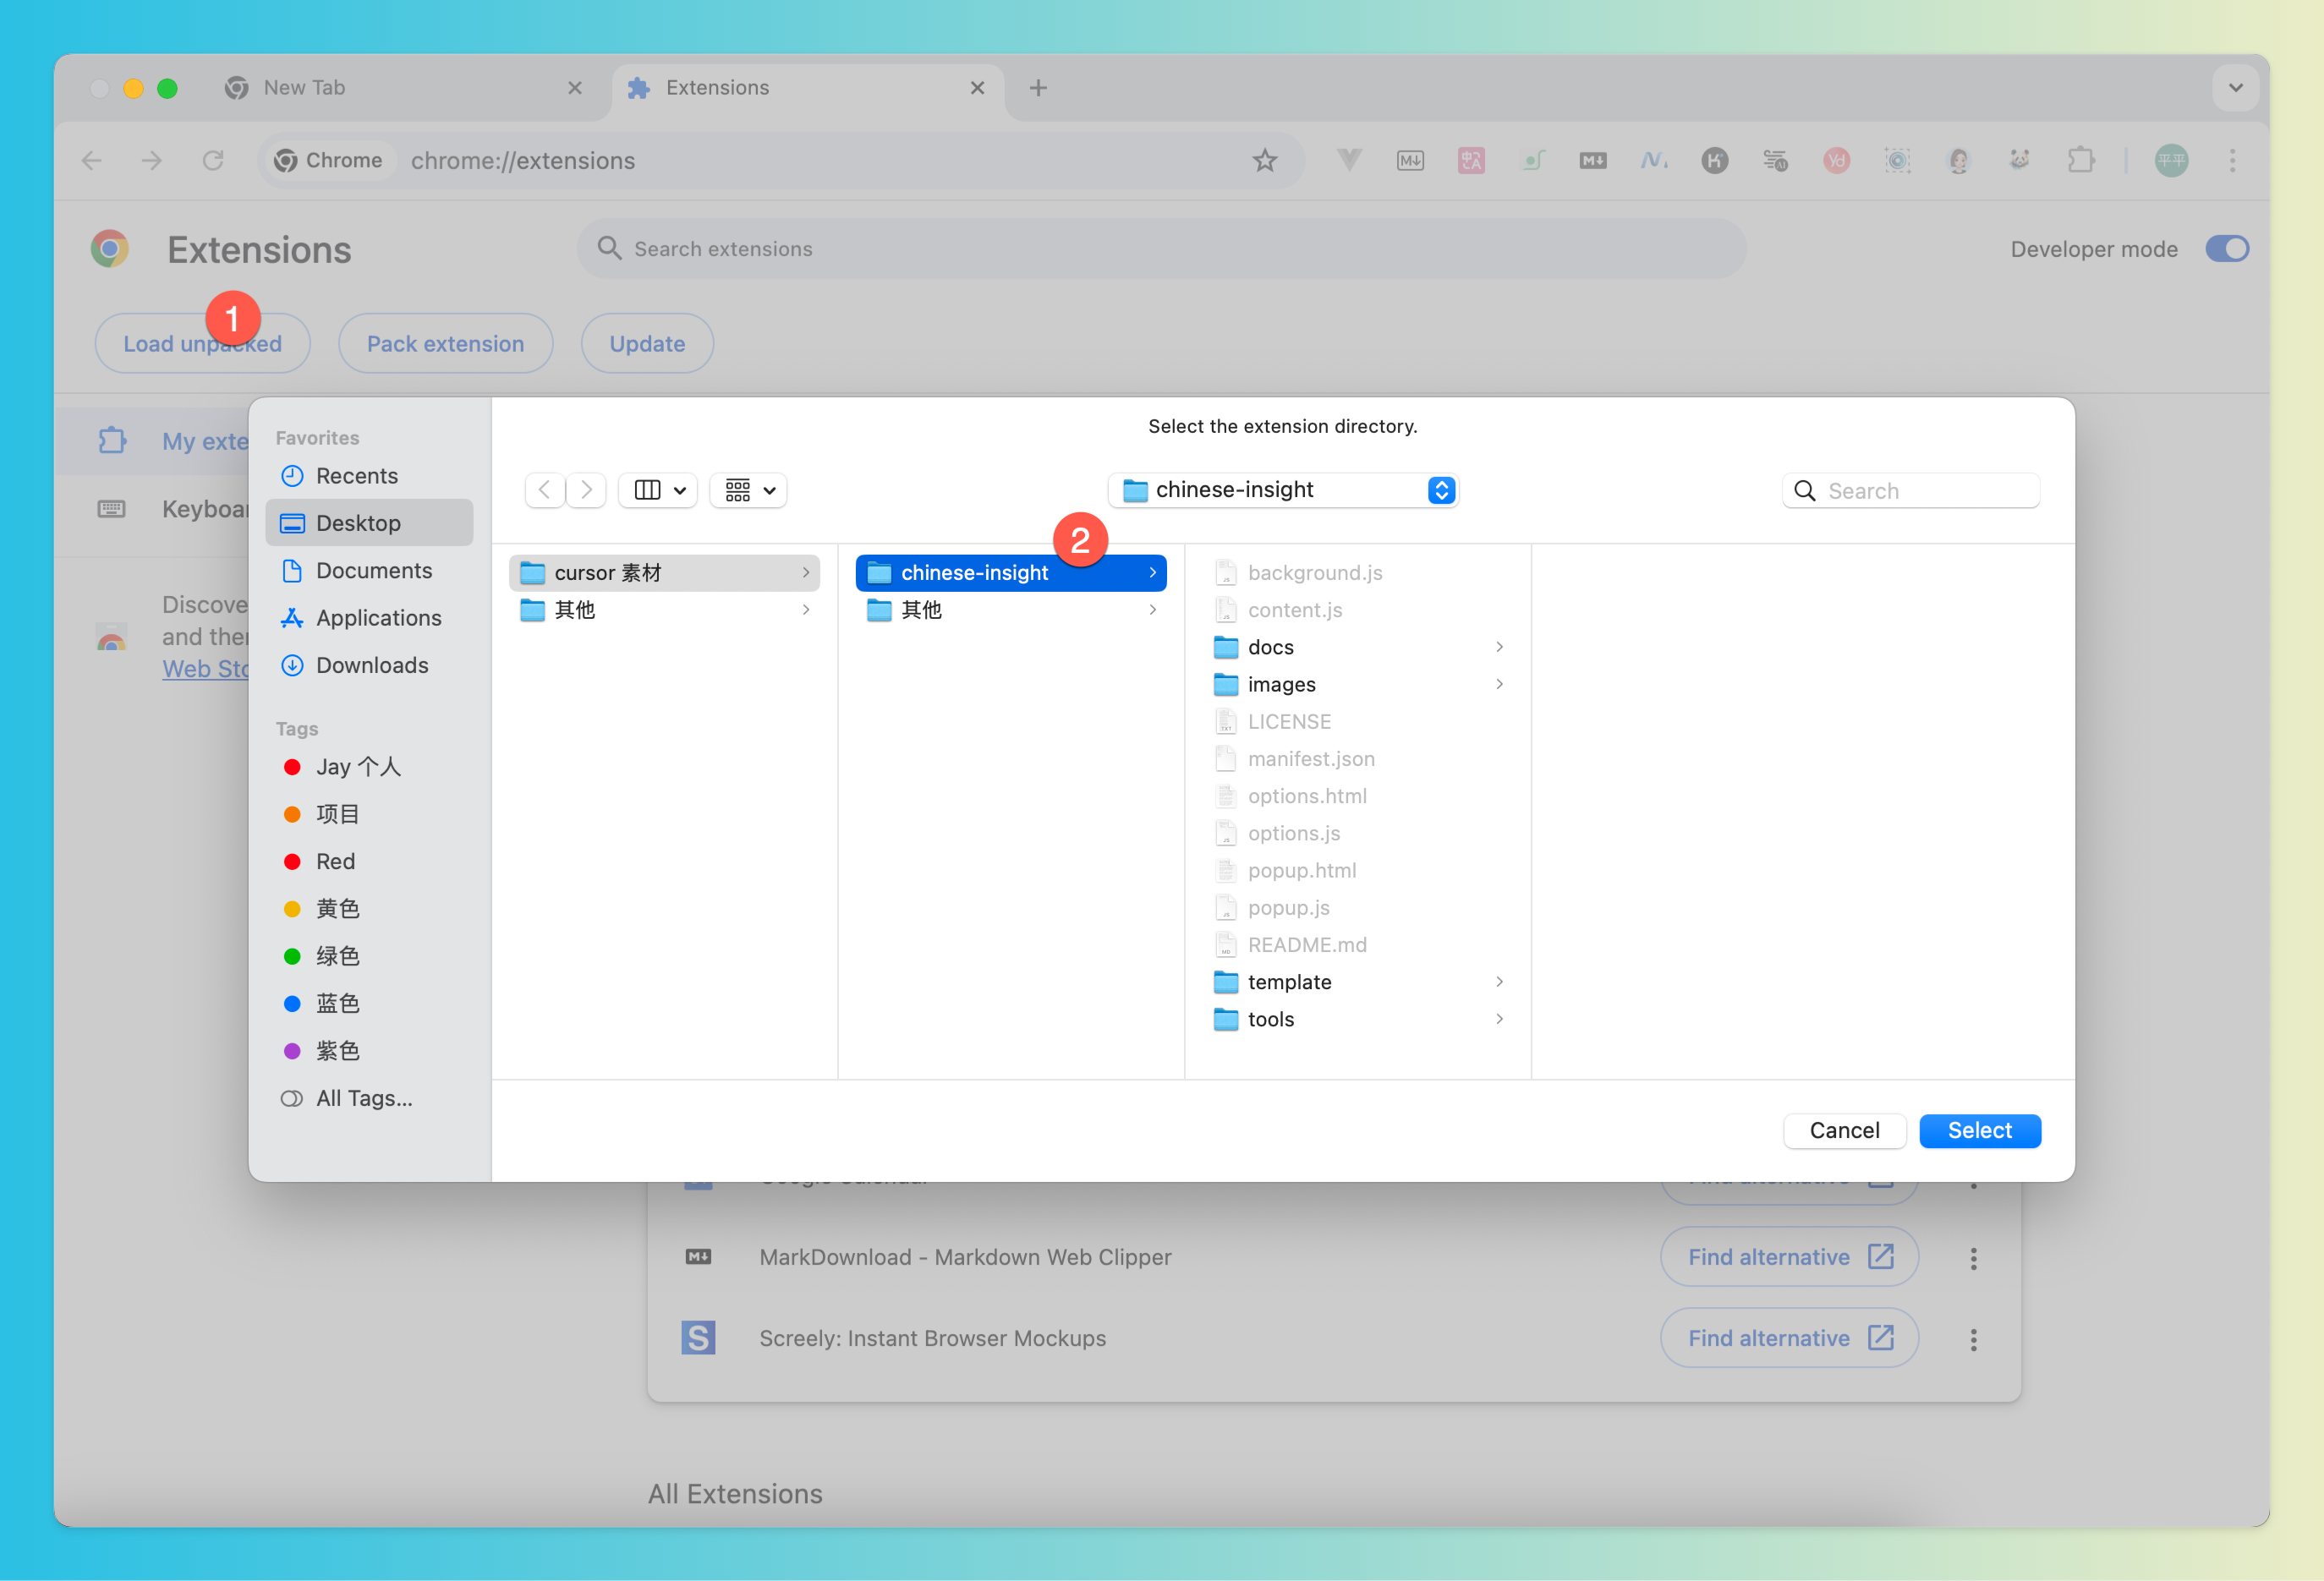 New Tab
Extensions
Chrome
chrome://extensions
平平
Extensions
Search extensions
Developer mode
1
Load unpacked
Pack extension
Update
My exte
Keyboar
Discove
and ther
Web Sto
Favorites
Recents
Desktop
Documents
Applications
Downloads
Tags
Jay 个人
项目
Red
黄色
绿色
蓝色
紫色
All Tags...
Select the extension directory.
chinese-insight
Search
2
cursor 素材
其他
chinese-insight
其他
background.js
content.js
docs
images
LICENSE
manifest.json
options.html
options.js
popup.html
popup.js
README.md
template
tools
Cancel
Select
MarkDownload - Markdown Web Clipper
Find alternative
S
Screely: Instant Browser Mockups
Find alternative
All Extensions